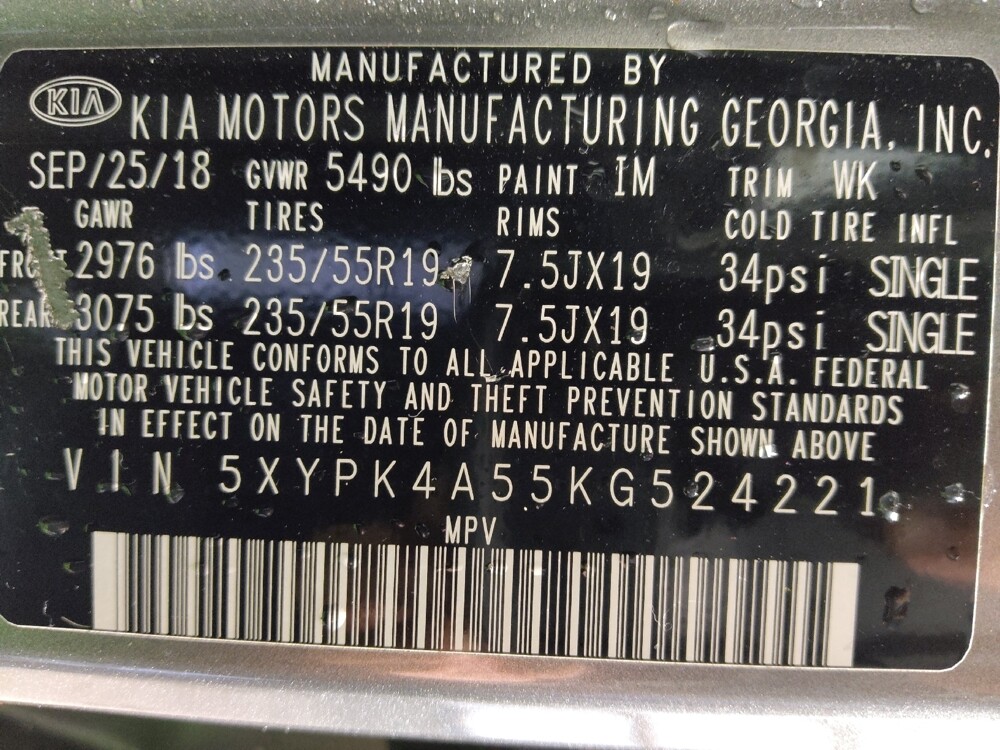 MANUFACTURED BY
KIA KIA MOTORS MANUFACTURING GEORGIA, INC.
SEP/25/18 GVWR 5490 lbs PAINT IM TRIM WK
GAWR TIRES RIMS COLD TIRE INFL
FRONT 2976 lbs 235/55R19 7.5JX19 34psi SINGLE
REAR 3075 lbs 235/55R19 7.5JX19 34psi SINGLE
THIS VEHICLE CONFORMS TO ALL APPLICABLE U.S.A. FEDERAL
MOTOR VEHICLE SAFETY AND THEFT PREVENTION STANDARDS
IN EFFECT ON THE DATE OF MANUFACTURE SHOWN ABOVE
VIN 5XYPK4A55KG524221
MPV